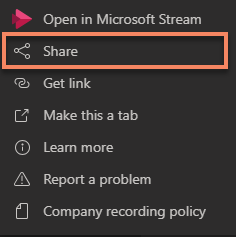 Open in Microsoft Stream
Share
Get link
Make this a tab
Learn more
Report a problem
Company recording policy